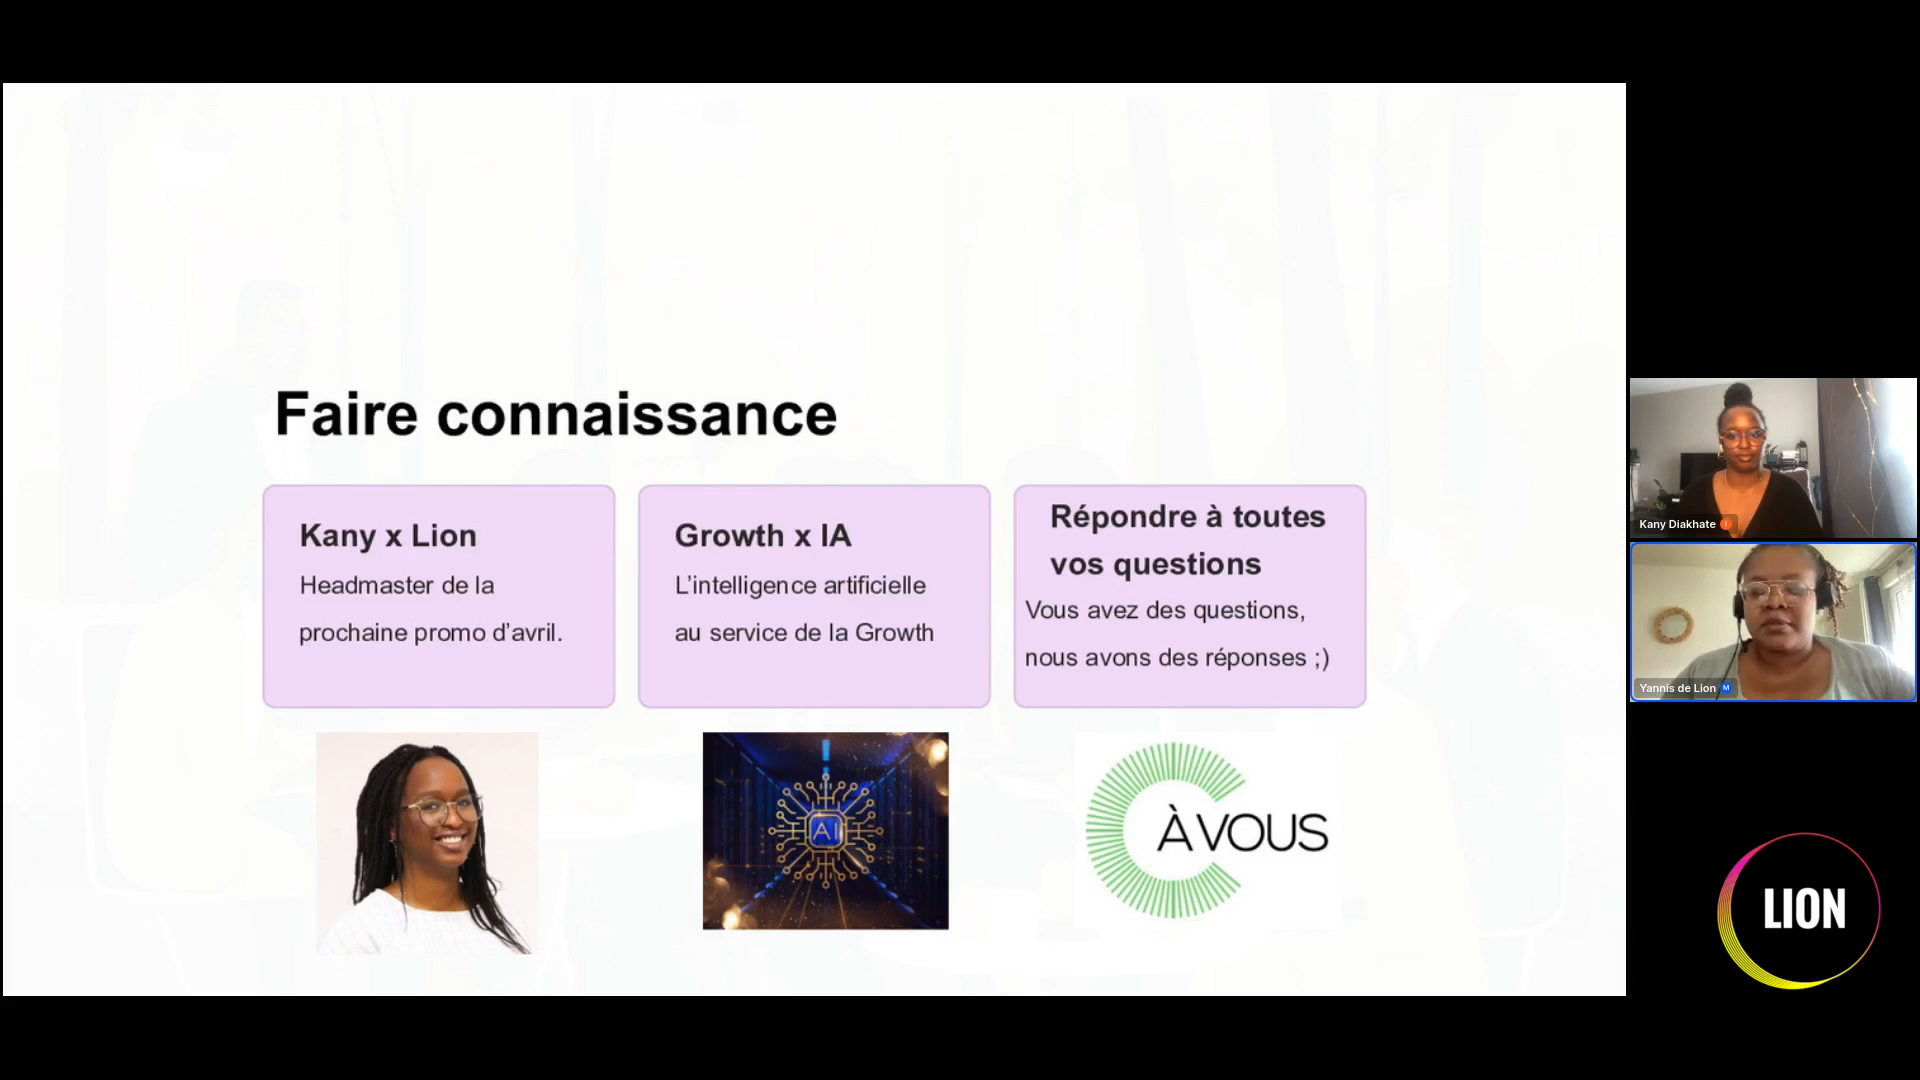 Faire connaissance
Kany x Lion
Headmaster de la
prochaine promo d’avril.
Growth x IA
L’intelligence artificielle
au service de la Growth
Répondre à toutes
vos questions
Vous avez des questions,
nous avons des réponses ;)
AI
À VOUS
Kany Diakhate
Yannis de Lion
M
LION